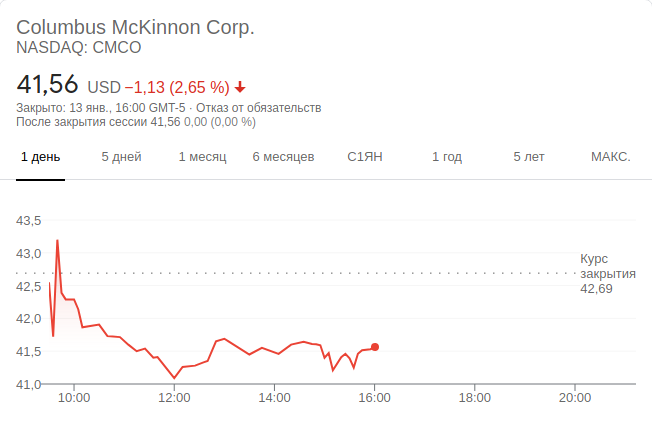 Columbus McKinnon Corp.
NASDAQ: CMCO
41,56 USD −1,13 (2,65 %)
Закрыто: 13 янв., 16:00 GMT-5 · Отказ от обязательств
После закрытия сессии 41,56 0,00 (0,00 %)
1 день 5 дней 1 месяц 6 месяцев С1ЯН 1 год 5 лет МАКС.
43,5
43,0
Курс
закрытия
42,69
42,5
42,0
41,5
41,0
10:00 12:00 14:00 16:00 18:00 20:00